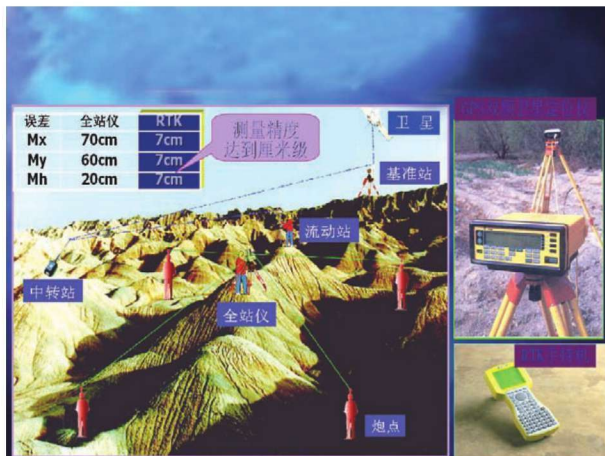 误差 全站仪 RTK
Mx 70cm 7cm
My 60cm 7cm
Mh 20cm 7cm
测量精度
达到厘米级
卫星
基准站
流动站
中转站
全站仪
炮点